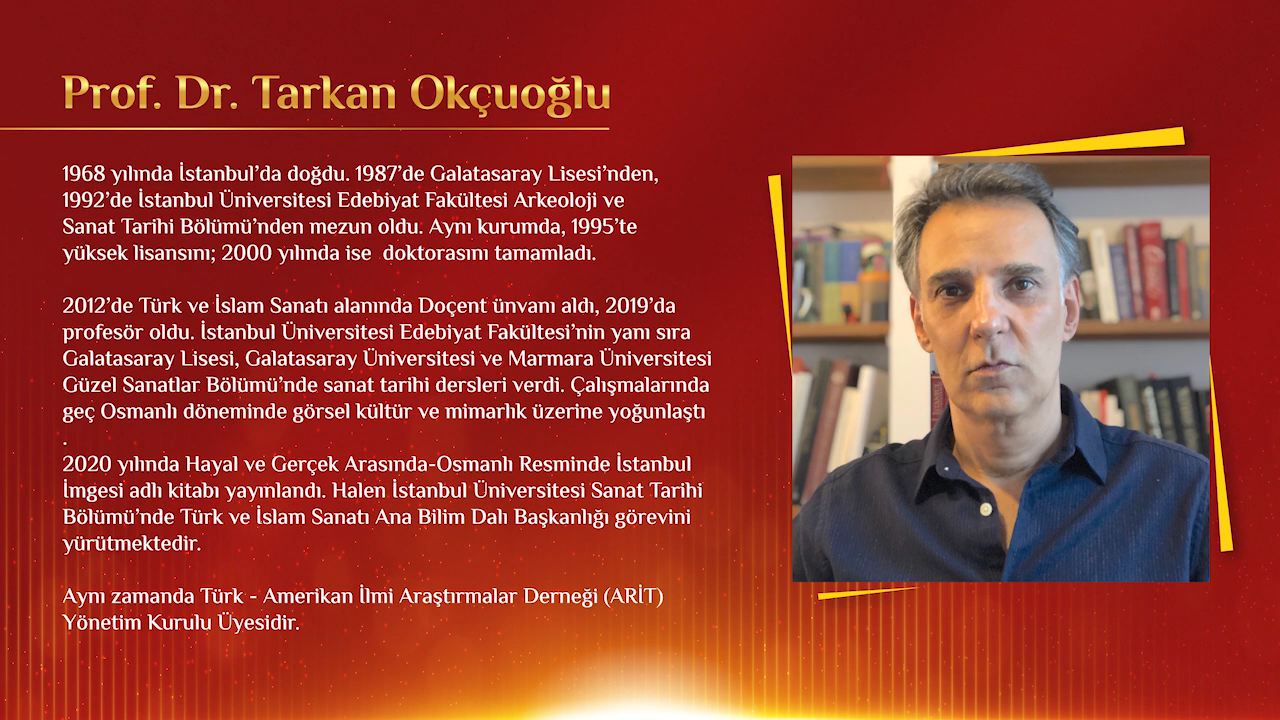 Prof. Dr. Tarkan Okçuoğlu
1968 yılında İstanbul'da doğdu. 1987'de Galatasaray Lisesi'nden,
1992'de İstanbul Üniversitesi Edebiyat Fakültesi Arkeoloji ve
Sanat Tarihi Bölümü'nden mezun oldu. Aynı kurumda, 1995'te
yüksek lisansını; 2000 yılında ise  doktorasını tamamladı.
2012'de Türk ve İslam Sanatı alanında Doçent ünvanı aldı, 2019'da
profesör oldu. İstanbul Üniversitesi Edebiyat Fakültesi'nin yanı sıra
Galatasaray Lisesi, Galatasaray Üniversitesi ve Marmara Üniversitesi
Güzel Sanatlar Bölümü'nde sanat tarihi dersleri verdi. Çalışmalarında
geç Osmanlı döneminde görsel kültür ve mimarlık üzerine yoğunlaştı
.
2020 yılında Hayal ve Gerçek Arasında-Osmanlı Resminde İstanbul
İmgesi adlı kitabı yayınlandı. Halen İstanbul Üniversitesi Sanat Tarihi
Bölümü'nde Türk ve İslam Sanatı Ana Bilim Dalı Başkanlığı görevini
yürütmektedir.
Aynı zamanda Türk - Amerikan İlmi Araştırmalar Derneği (ARİT)
Yönetim Kurulu Üyesidir.